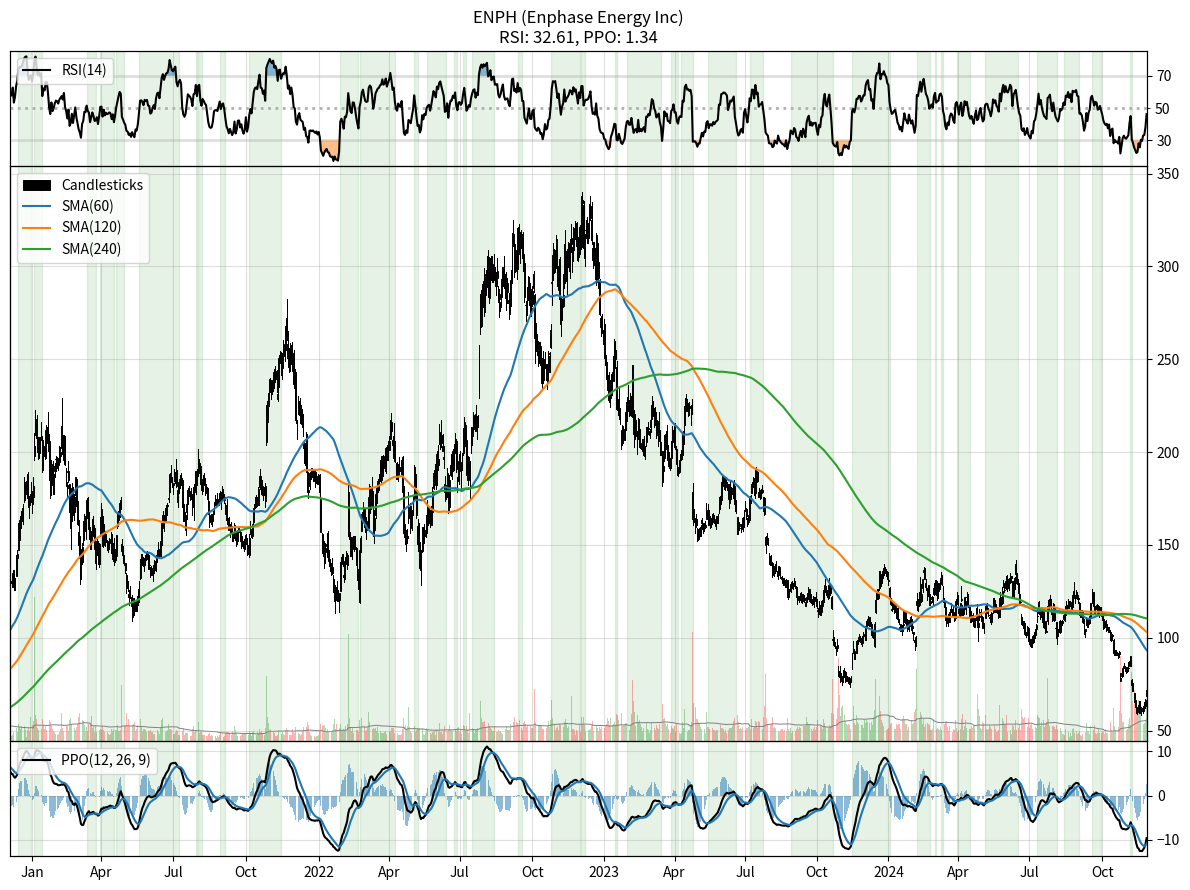 ENPH (Enphase Energy Inc)
RSI: 32.61, PPO: 1.34
RSI(14)
70
50
30
Candlesticks
SMA(60)
SMA(120)
SMA(240)
350
300
250
200
150
100
50
PPO(12, 26, 9)
10
0
−10
Jan Apr Jul Oct 2022 Apr Jul Oct 2023 Apr Jul Oct 2024 Apr Jul Oct